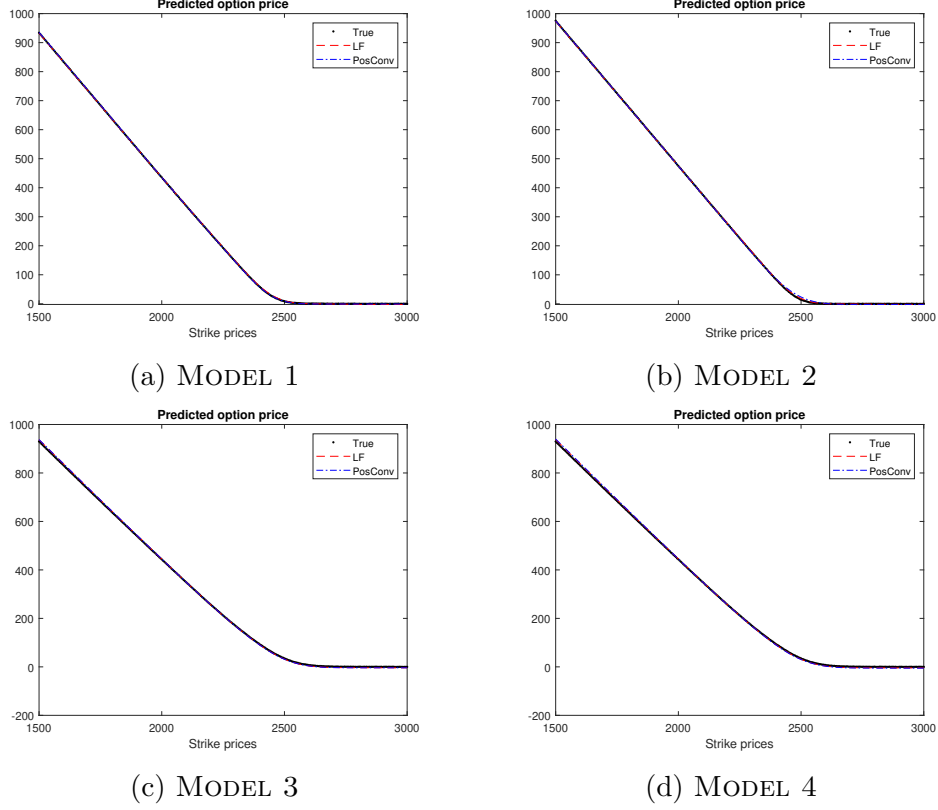 Predicted option price
1000
900
800
700
600
500
400
300
200
100
0
True
LF
PosConv
1500 2000 2500 3000
Strike prices
(a) MODEL 1
Predicted option price
1000
900
800
700
600
500
400
300
200
100
0
True
LF
PosConv
1500 2000 2500 3000
Strike prices
(b) MODEL 2
Predicted option price
1000
800
600
400
200
0
-200
True
LF
PosConv
1500 2000 2500 3000
Strike prices
(c) MODEL 3
Predicted option price
1000
800
600
400
200
0
-200
True
LF
PosConv
1500 2000 2500 3000
Strike prices
(d) MODEL 4